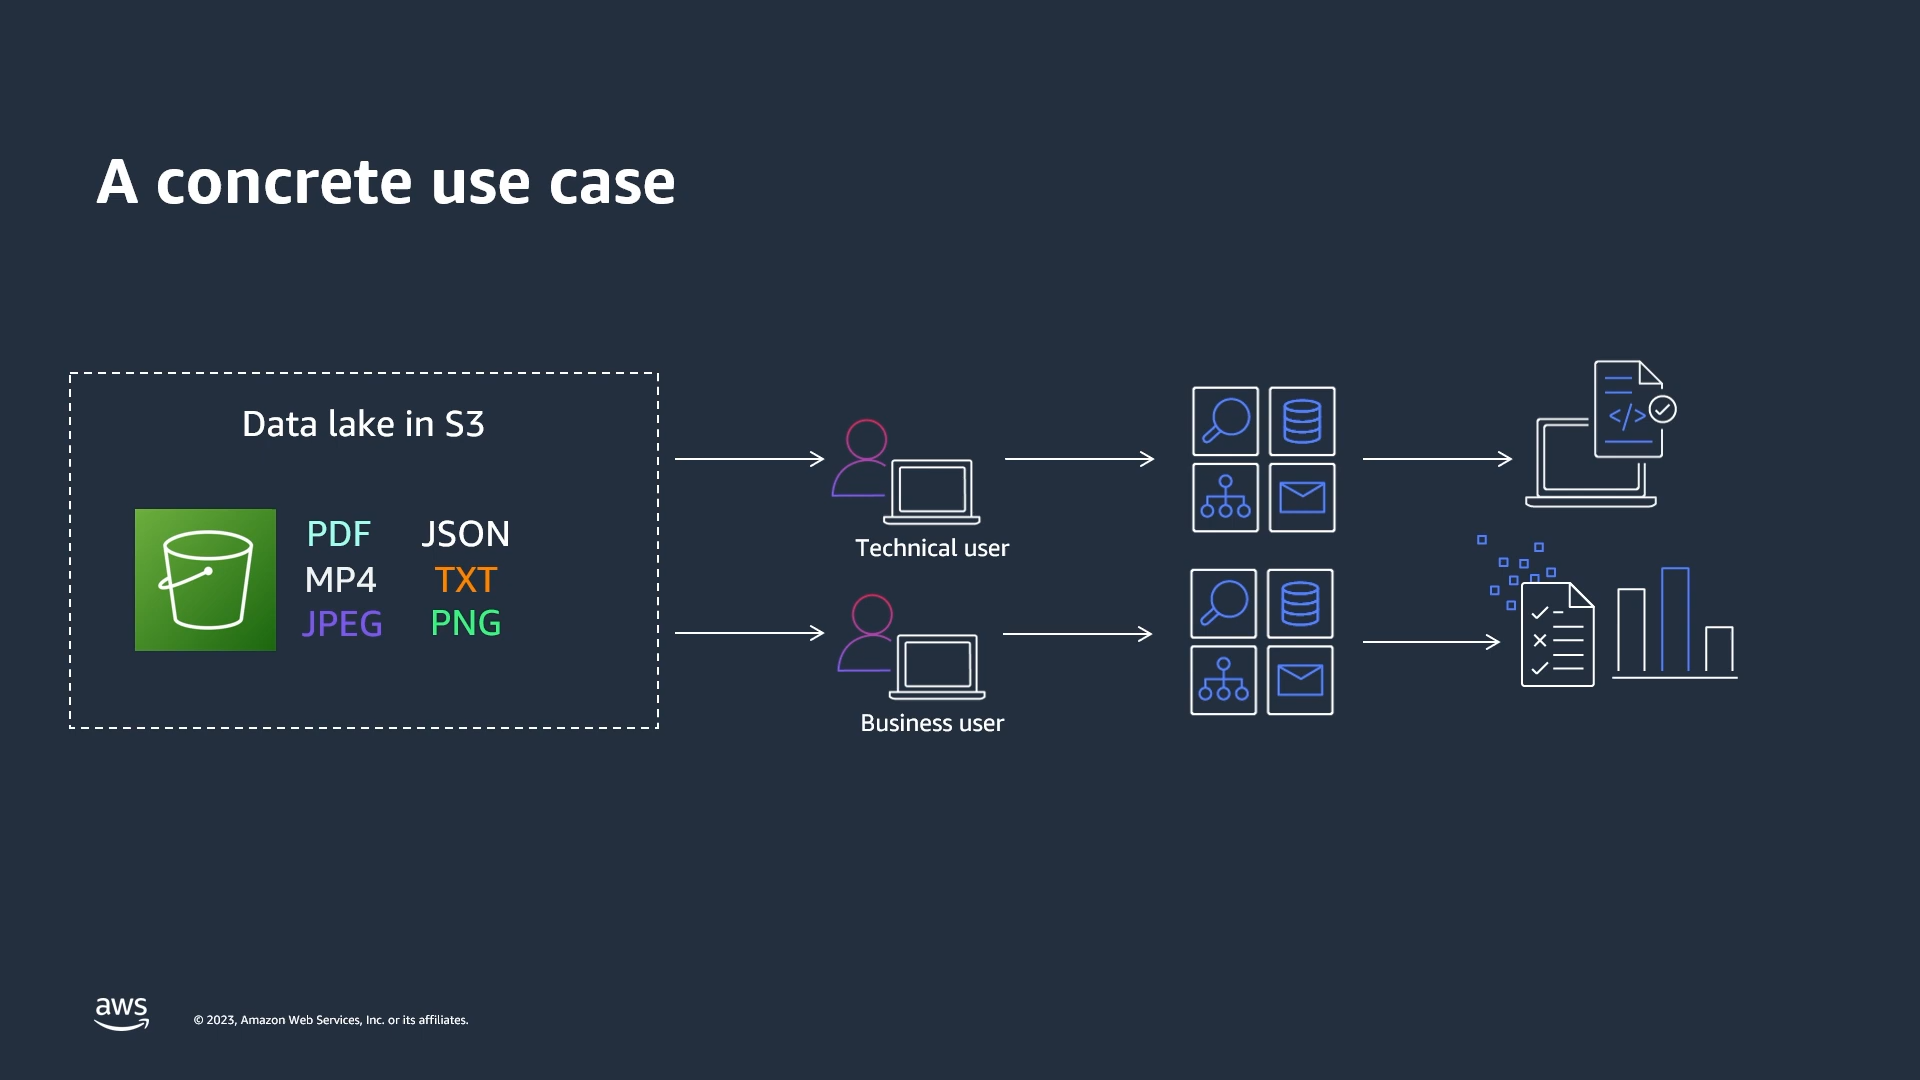 A concrete use case
Data lake in S3
PDF JSON
MP4 TXT
JPEG PNG
Technical user
</>
Business user
aws
© 2023, Amazon Web Services, Inc. or its affiliates.